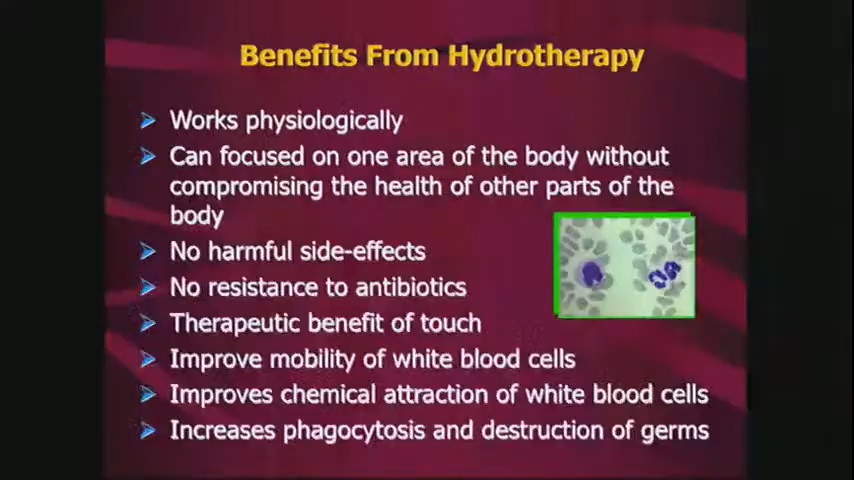 Benefits From Hydrotherapy
Works physiologically
Can focused on one area of the body without
compromising the health of other parts of the
body
No harmful side-effects
No resistance to antibiotics
Therapeutic benefit of touch
Improve mobility of white blood cells
Improves chemical attraction of white blood cells
Increases phagocytosis and destruction of germs